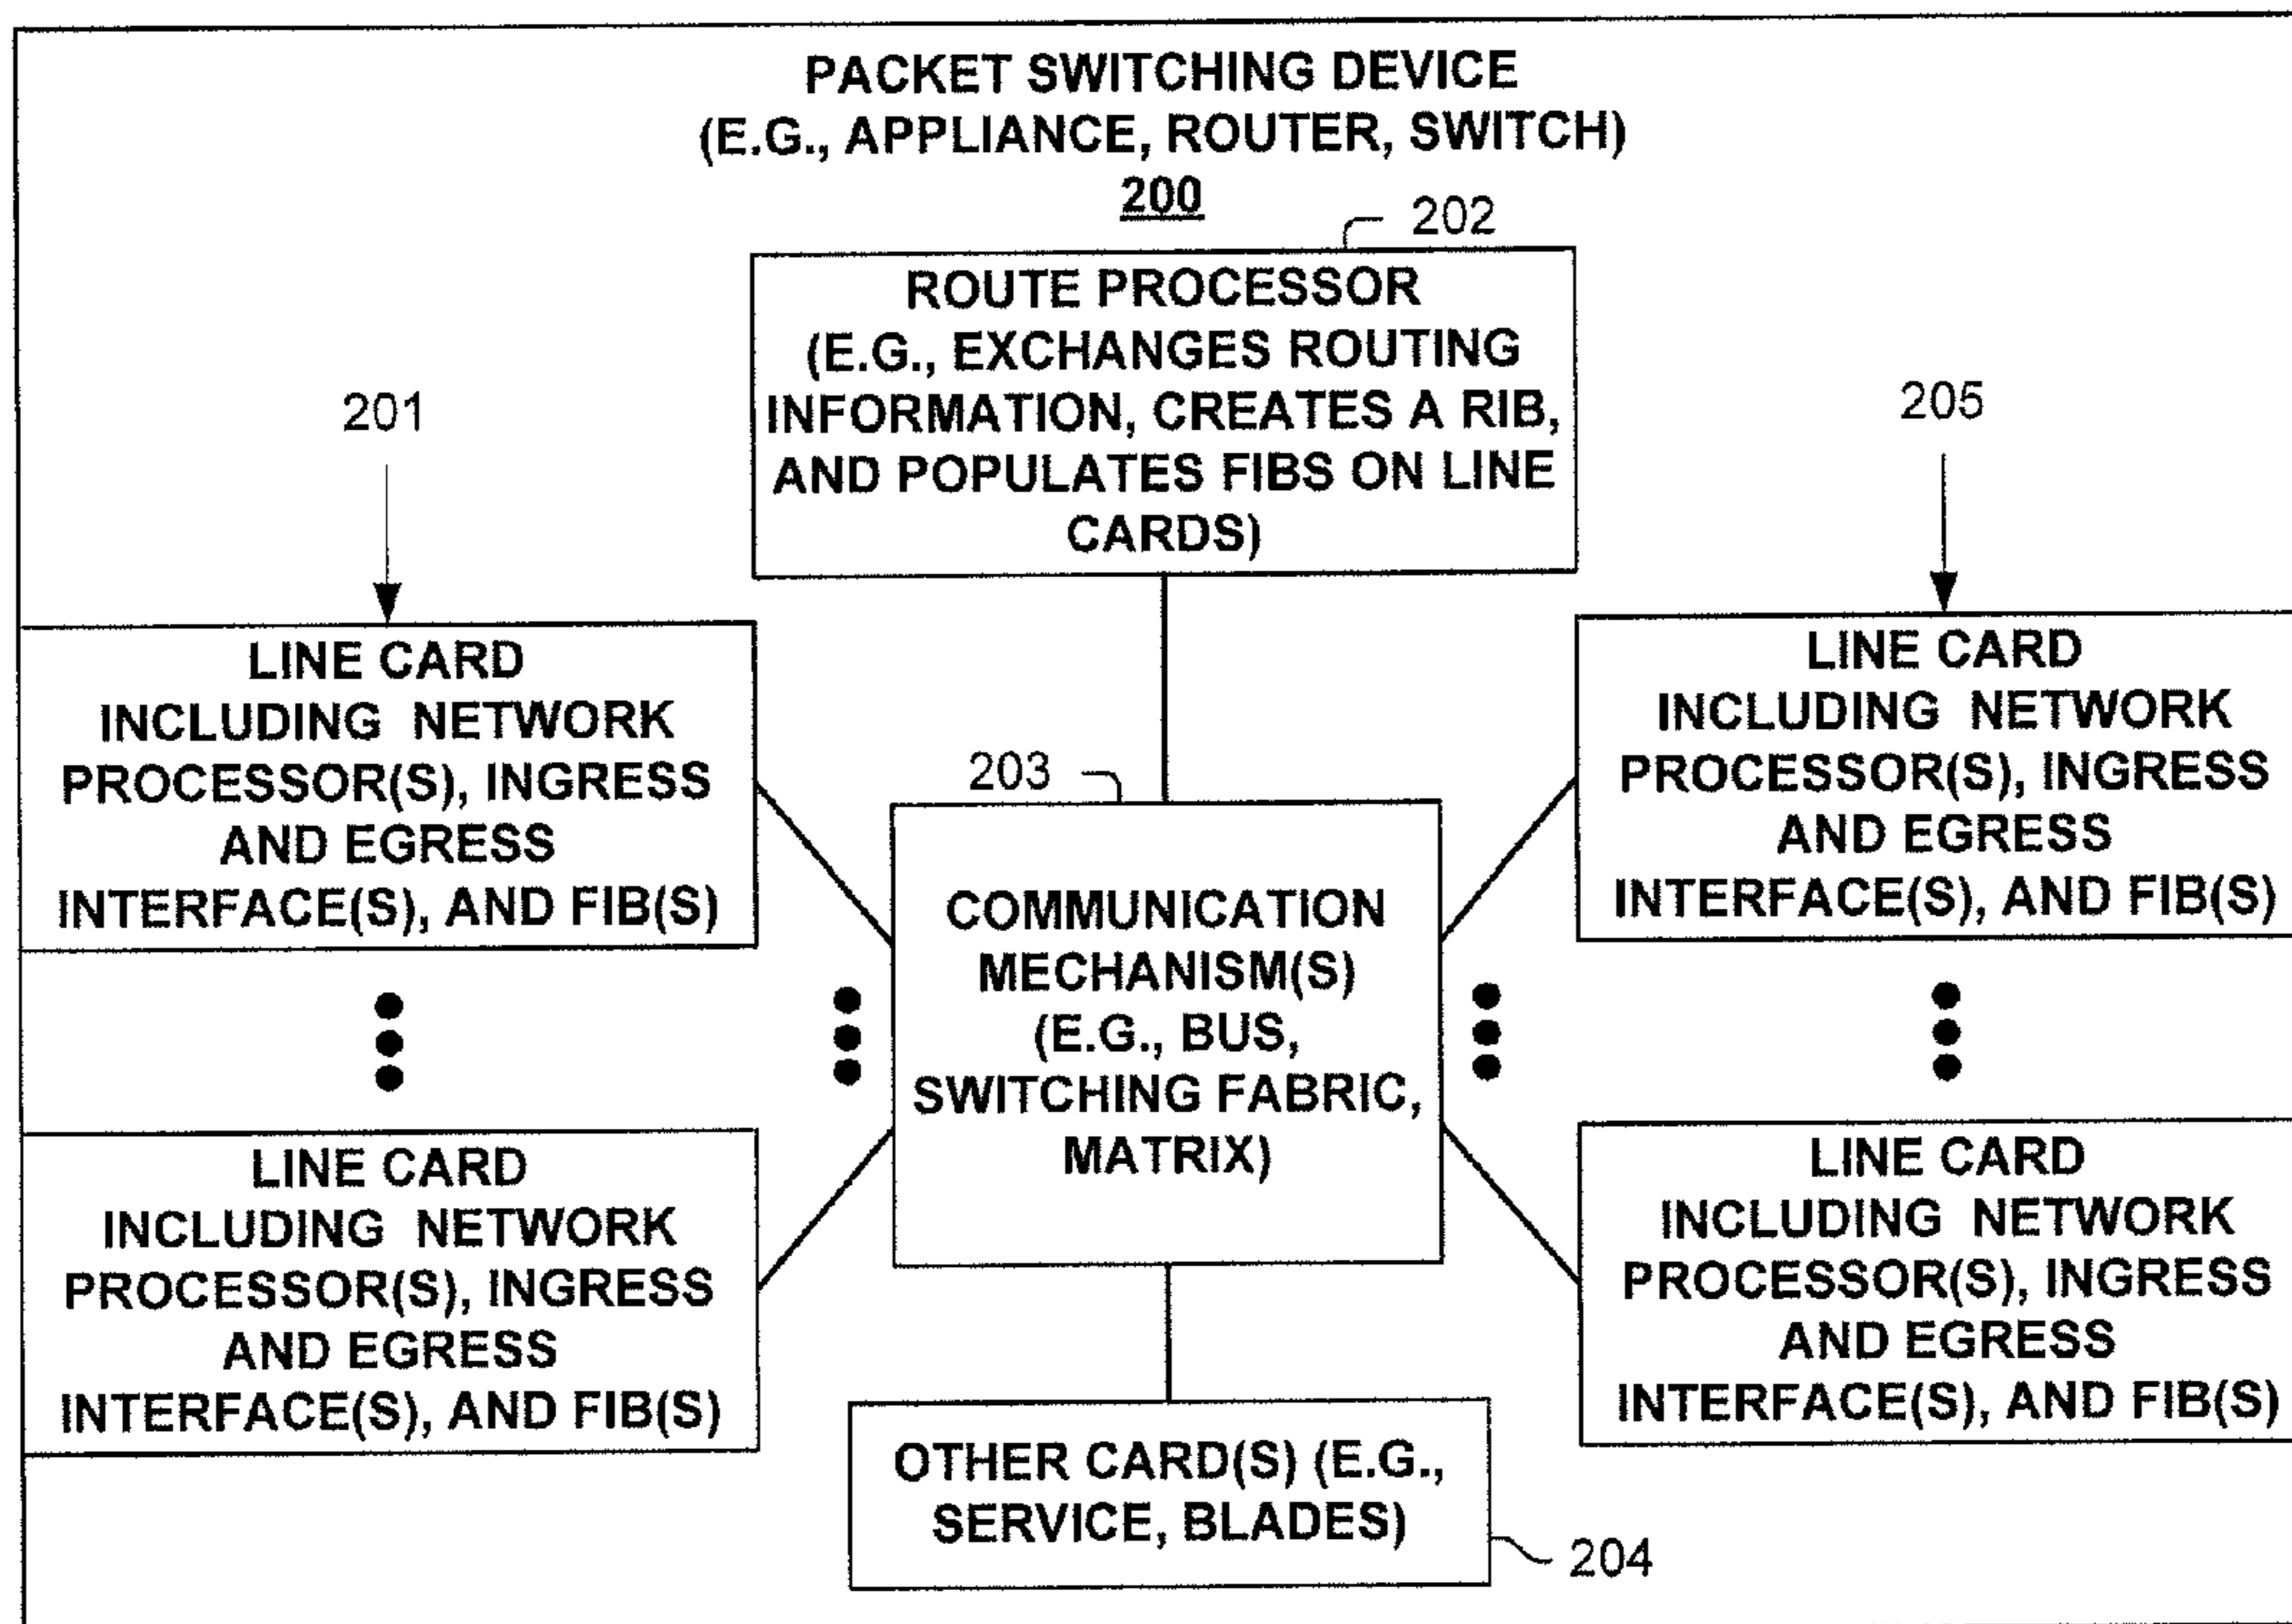 PACKET SWITCHING DEVICE
(E.G., APPLIANCE, ROUTER, SWITCH)
200
202
ROUTE PROCESSOR
(E.G., EXCHANGES ROUTING
INFORMATION, CREATES A RIB,
AND POPULATES FIBS ON LINE
CARDS)
201
LINE CARD
INCLUDING NETWORK
PROCESSOR(S), INGRESS
AND EGRESS
INTERFACE(S), AND FIB(S)
LINE CARD
INCLUDING NETWORK
PROCESSOR(S), INGRESS
AND EGRESS
INTERFACE(S), AND FIB(S)
203
COMMUNICATION
MECHANISM(S)
(E.G., BUS,
SWITCHING FABRIC,
MATRIX)
205
LINE CARD
INCLUDING NETWORK
PROCESSOR(S), INGRESS
AND EGRESS
INTERFACE(S), AND FIB(S)
LINE CARD
INCLUDING NETWORK
PROCESSOR(S), INGRESS
AND EGRESS
INTERFACE(S), AND FIB(S)
OTHER CARD(S) (E.G.,
SERVICE, BLADES)
204